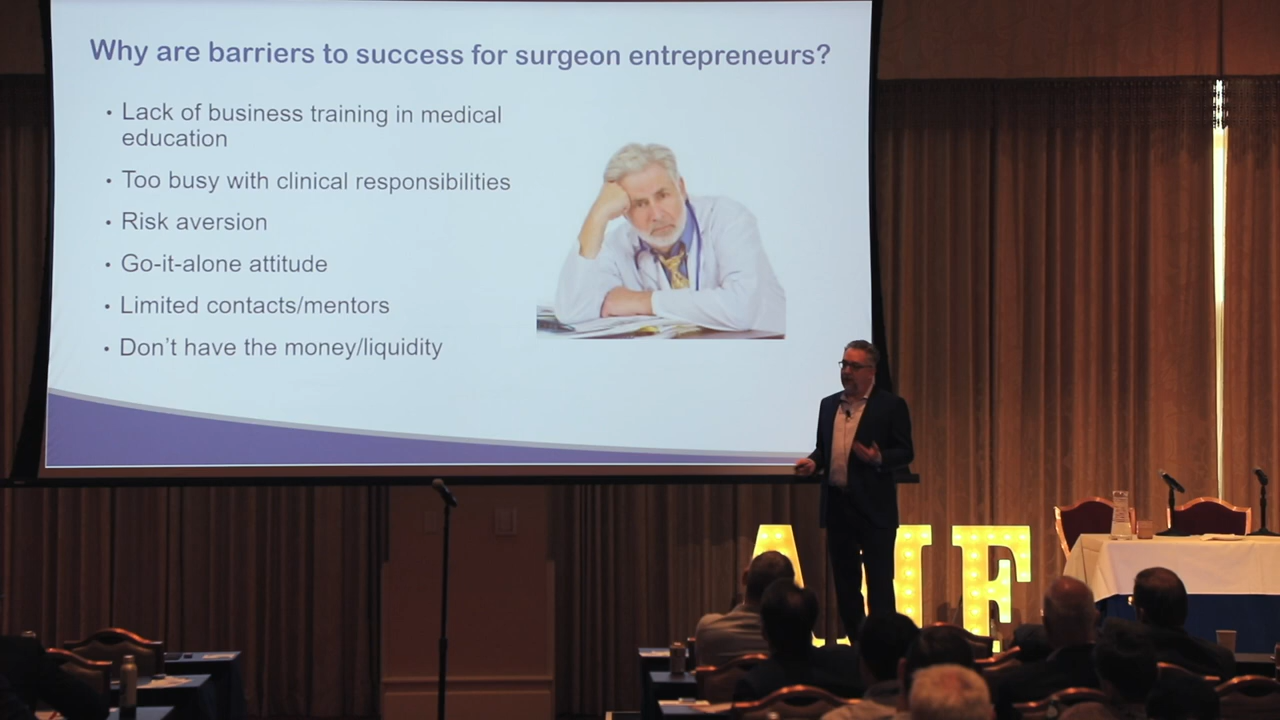 Why are barriers to success for surgeon entrepreneurs?
• Lack of business training in medical
education
• Too busy with clinical responsibilities
• Risk aversion
• Go-it-alone attitude
• Limited contacts/mentors
• Don't have the money/liquidity